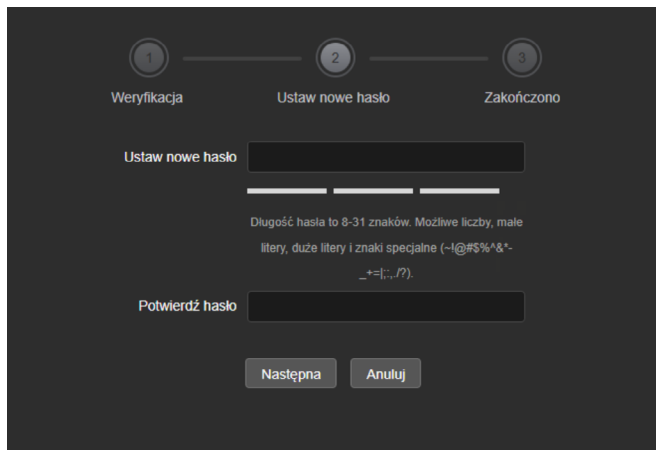 1 2 3
Weryfikacja Ustaw nowe hasło Zakończono
Ustaw nowe hasło
Długość hasła to 8-31 znaków. Możliwe liczby, małe
litery, duże litery i znaki specjalne (~!@#$%^&*-
_+=|;:,./?).
Potwierdź hasło
Następna Anuluj